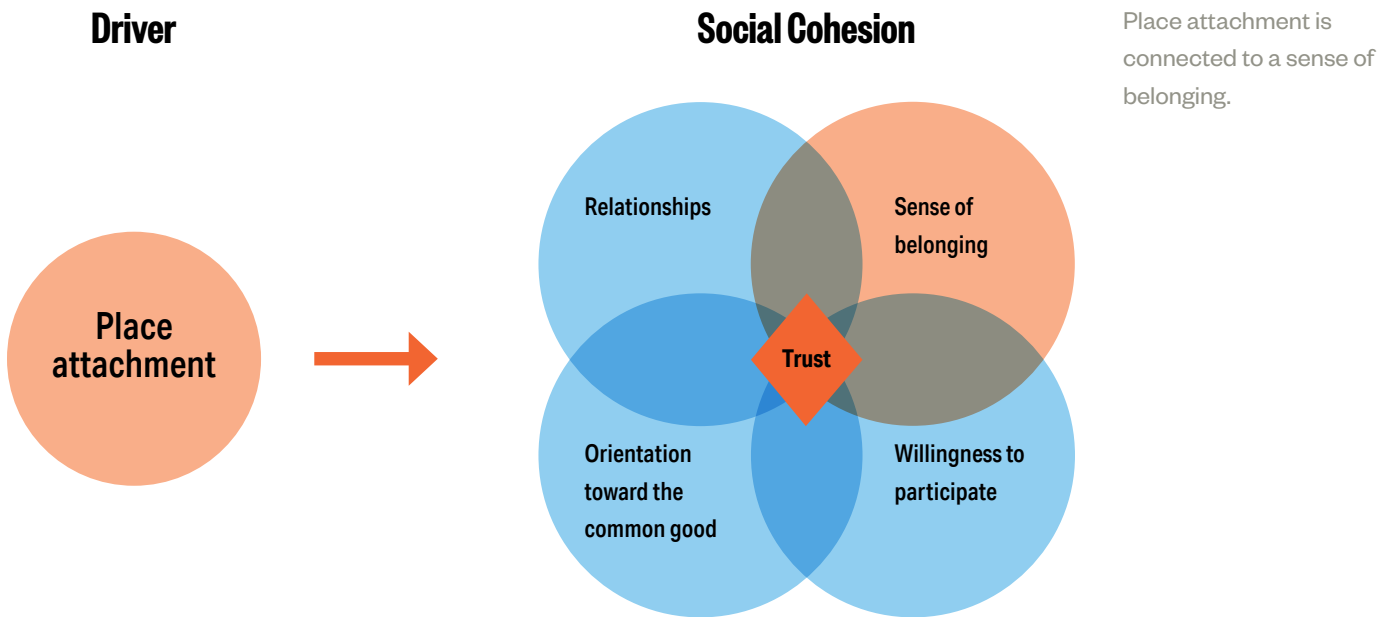 Driver
Social Cohesion
Place attachment is
connected to a sense of
belonging.
Place
attachment
Relationships
Sense of
belonging
Trust
Orientation
toward the
common good
Willingness to
participate